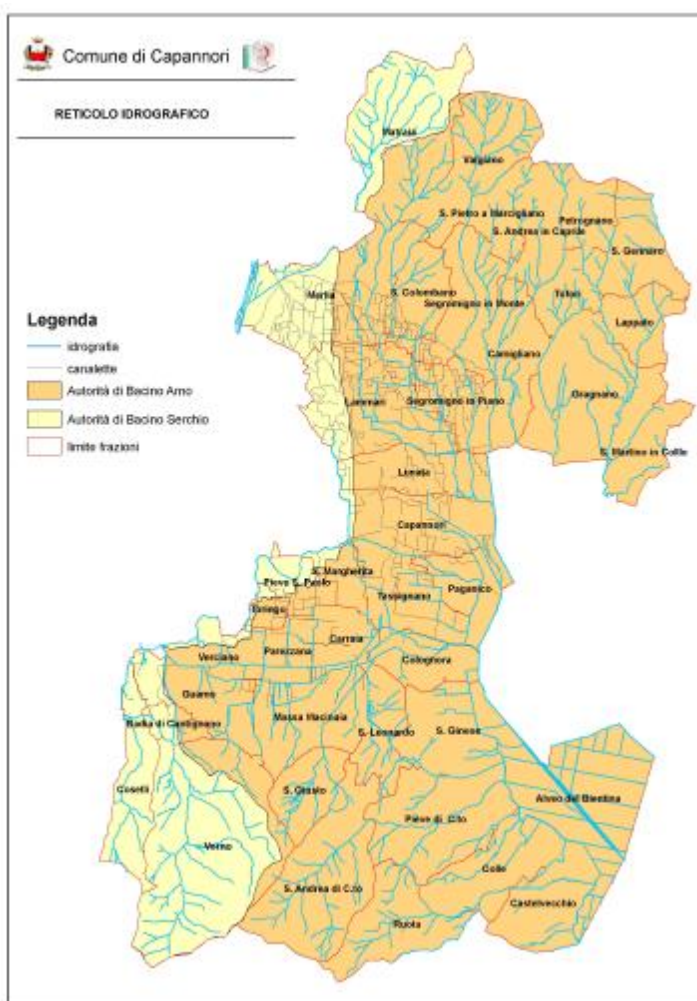 Comune di Capannori
RETICOLO IDROGRAFICO
Matraia
Valgiano
S. Pietro a Marcigliano
Petrognano
S. Andrea in Caprile
S. Gennaro
Marlia
S. Colombano
Segromigno in Monte
Tofori
Lappato
Camigliano
Gragnano
Lammari
Segromigno in Piano
S. Martino in Colle
Lunata
Capannori
S. Margherita
Pieve S. Paolo
Tassignano
Paganico
Toringo
Carraia
Verciano
Parezzana
Colognora
Guamo
Badia di Cantignano
Massa Macinaia
S. Leonardo
S. Ginese
Coselli
S. Giusto
Alveo del Bientina
Pieve di C.to
Vorno
Colle
S. Andrea di C.to
Castelvecchio
Ruota
Legenda
idrografia
canalette
Autorità di Bacino Arno
Autorità di Bacino Serchio
limite frazioni